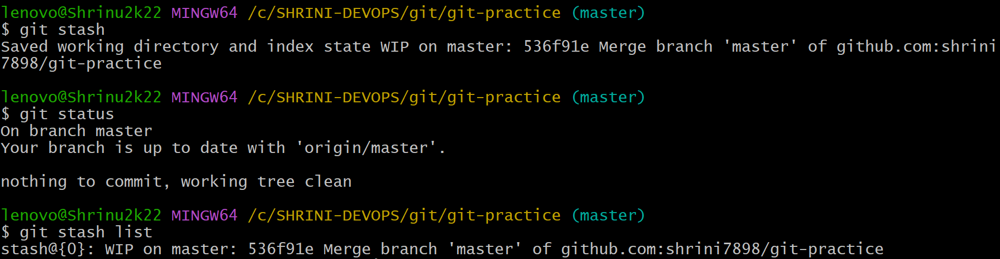 lenovo@Shrinu2k22 MINGW64 /c/SHRINI-DEVOPS/git/git-practice (master)
$ git stash
Saved working directory and index state WIP on master: 536f91e Merge branch 'master' of github.com:shrini
7898/git-practice
lenovo@Shrinu2k22 MINGW64 /c/SHRINI-DEVOPS/git/git-practice (master)
$ git status
On branch master
Your branch is up to date with 'origin/master'.
nothing to commit, working tree clean
lenovo@Shrinu2k22 MINGW64 /c/SHRINI-DEVOPS/git/git-practice (master)
$ git stash list
stash@{0}: WIP on master: 536f91e Merge branch 'master' of github.com:shrini7898/git-practice